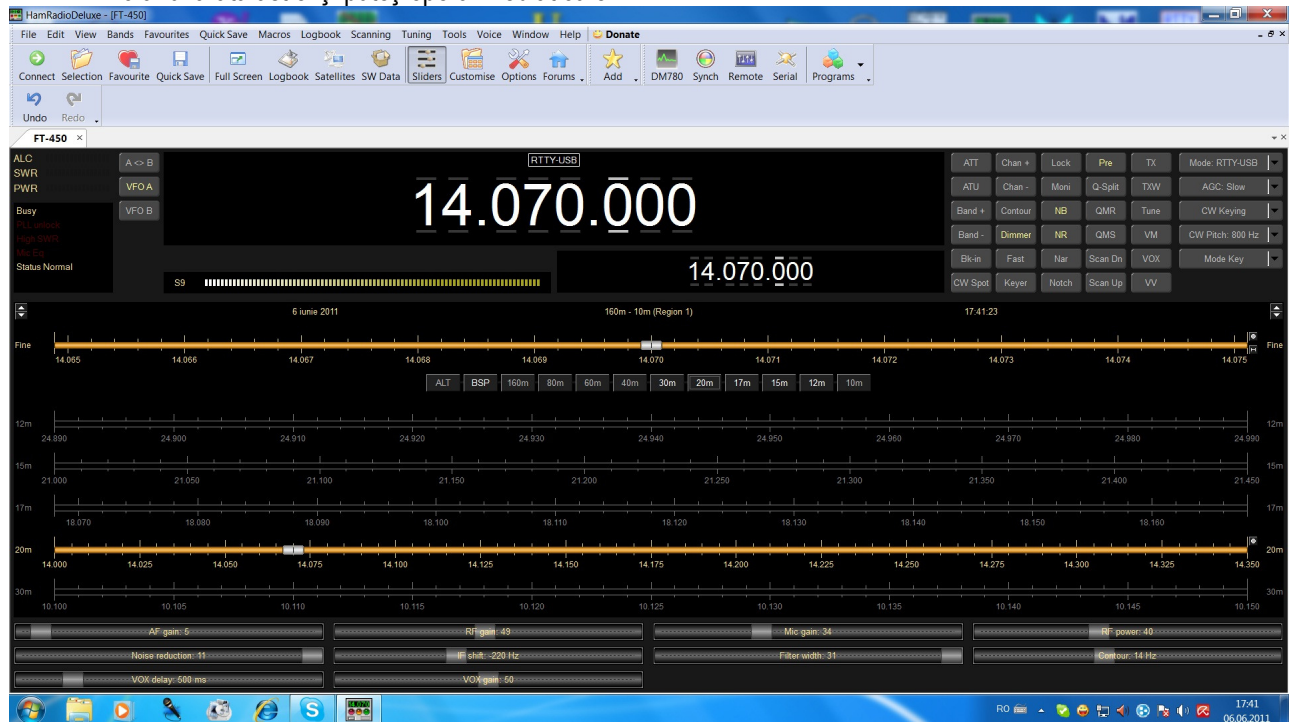 HamRadioDeluxe - [FT-450]
File Edit View Bands Favourites Quick Save Macros Logbook Scanning Tuning Tools Voice Window Help Donate
Connect Selection Favourite Quick Save Full Screen Logbook Satellites SW Data Sliders Customise Options Forums Add DM780 Synch Remote Serial Programs
Undo Redo
FT-450
ALC
SWR
PWR
Busy
PLL unlock
High SWR
Mic Eq
Status Normal
A <> B
VFO A
VFO B
RTTY-USB
14.070.000
14.070.000
S9
ATT Chan + Lock Pre TX Mode: RTTY-USB
ATU Chan - Moni Q-Split TXW AGC: Slow
Band + Contour NB QMR Tune CW Keying
Band - Dimmer NR QMS VM CW Pitch: 800 Hz
Bk-in Fast Nar Scan Dn VOX Mode Key
CW Spot Keyer Notch Scan Up VV
6 iunie 2011 160m - 10m (Region 1) 17:41:23
Fine Fine
14.065 14.066 14.067 14.068 14.069 14.070 14.071 14.072 14.073 14.074 14.075
ALT BSP 160m 80m 60m 40m 30m 20m 17m 15m 12m 10m
12m 12m
24.890 24.900 24.910 24.920 24.930 24.940 24.950 24.960 24.970 24.980 24.990
15m 15m
21.000 21.050 21.100 21.150 21.200 21.250 21.300 21.350 21.400 21.450
17m 17m
18.070 18.080 18.090 18.100 18.110 18.120 18.130 18.140 18.150 18.160
20m 20m
14.000 14.025 14.050 14.075 14.100 14.125 14.150 14.175 14.200 14.225 14.250 14.275 14.300 14.325 14.350
30m 30m
10.100 10.105 10.110 10.115 10.120 10.125 10.130 10.135 10.140 10.145 10.150
AF gain: 5 RF gain: 49 Mic gain: 34 RF power: 40
Noise reduction: 11 IF shift: -220 Hz Filter width: 31 Contour: 14 Hz
VOX delay: 500 ms VOX gain: 50
RO 17:41
06.06.2011